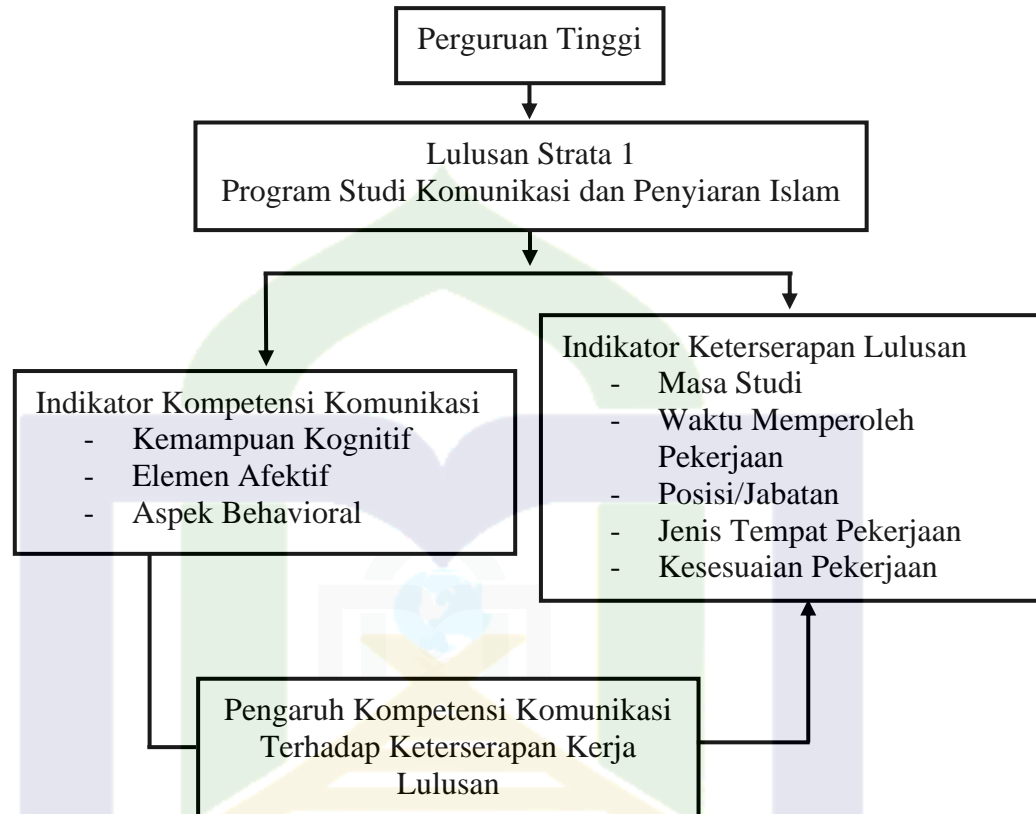 Perguruan Tinggi
Lulusan Strata 1
Program Studi Komunikasi dan Penyiaran Islam
Indikator Kompetensi Komunikasi
- Kemampuan Kognitif
- Elemen Afektif
- Aspek Behavioral
Indikator Keterserapan Lulusan
- Masa Studi
- Waktu Memperoleh
Pekerjaan
- Posisi/Jabatan
- Jenis Tempat Pekerjaan
- Kesesuaian Pekerjaan
Pengaruh Kompetensi Komunikasi
Terhadap Keterserapan Kerja
Lulusan